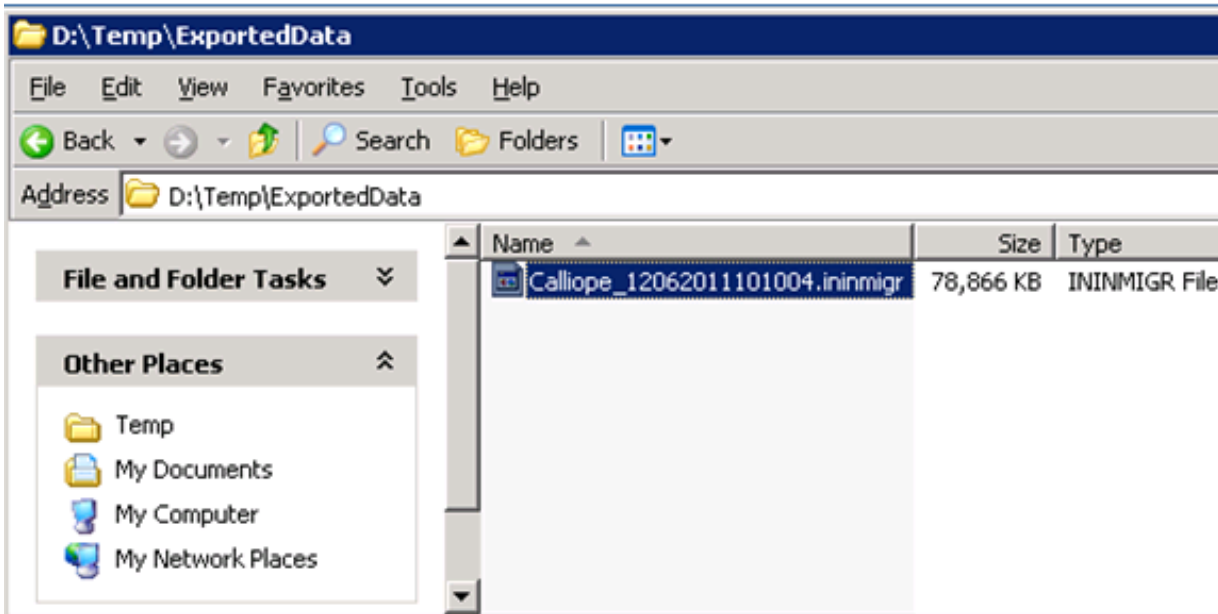 D:\Temp\ExportedData
File Edit View Favorites Tools Help
Back Search Folders
Address D:\Temp\ExportedData
Name Size Type
File and Folder Tasks
Calliope_12062011101004.ininmigr 78,866 KB ININMIGR File
Other Places
Temp
My Documents
My Computer
My Network Places